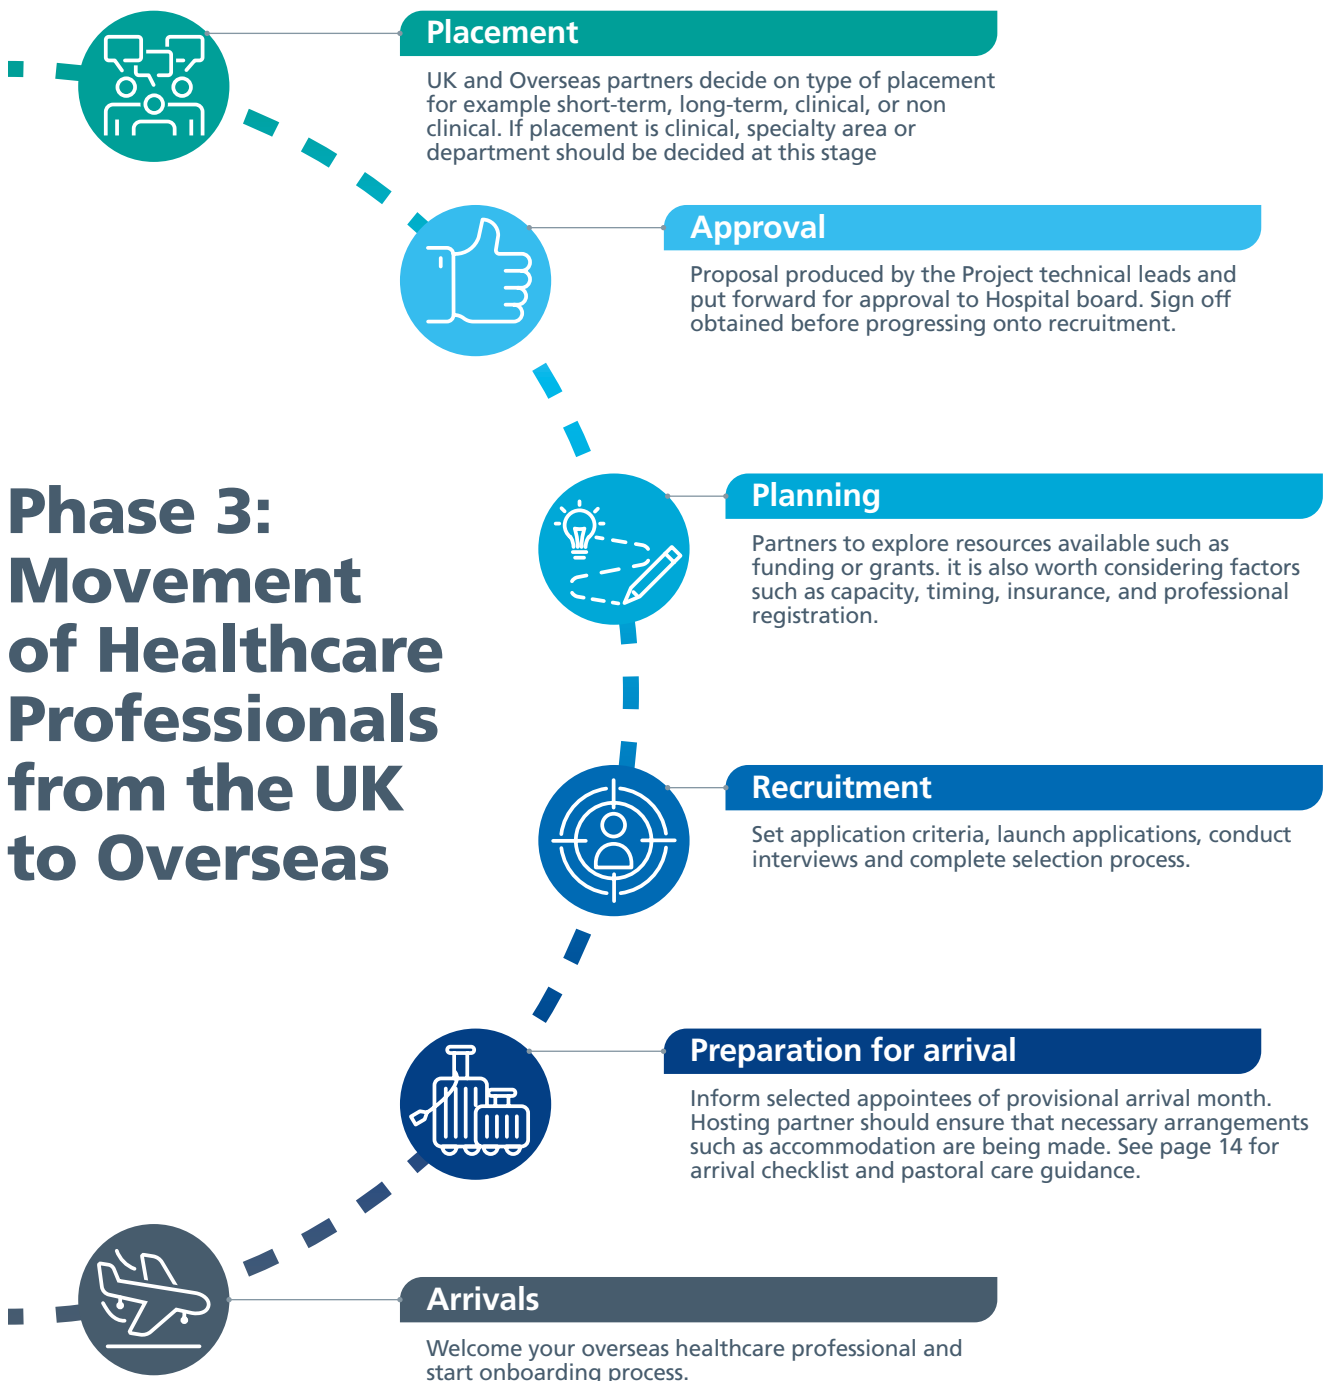 Placement
UK and Overseas partners decide on type of placement
for example short-term, long-term, clinical, or non
clinical. If placement is clinical, specialty area or
department should be decided at this stage
Approval
Proposal produced by the Project technical leads and
put forward for approval to Hospital board. Sign off
obtained before progressing onto recruitment.
Phase 3:
Movement
of Healthcare
Professionals
from the UK
to Overseas
Planning
Partners to explore resources available such as
funding or grants. it is also worth considering factors
such as capacity, timing, insurance, and professional
registration.
Recruitment
Set application criteria, launch applications, conduct
interviews and complete selection process.
Preparation for arrival
Inform selected appointees of provisional arrival month.
Hosting partner should ensure that necessary arrangements
such as accommodation are being made. See page 14 for
arrival checklist and pastoral care guidance.
Arrivals
Welcome your overseas healthcare professional and
start onboarding process.